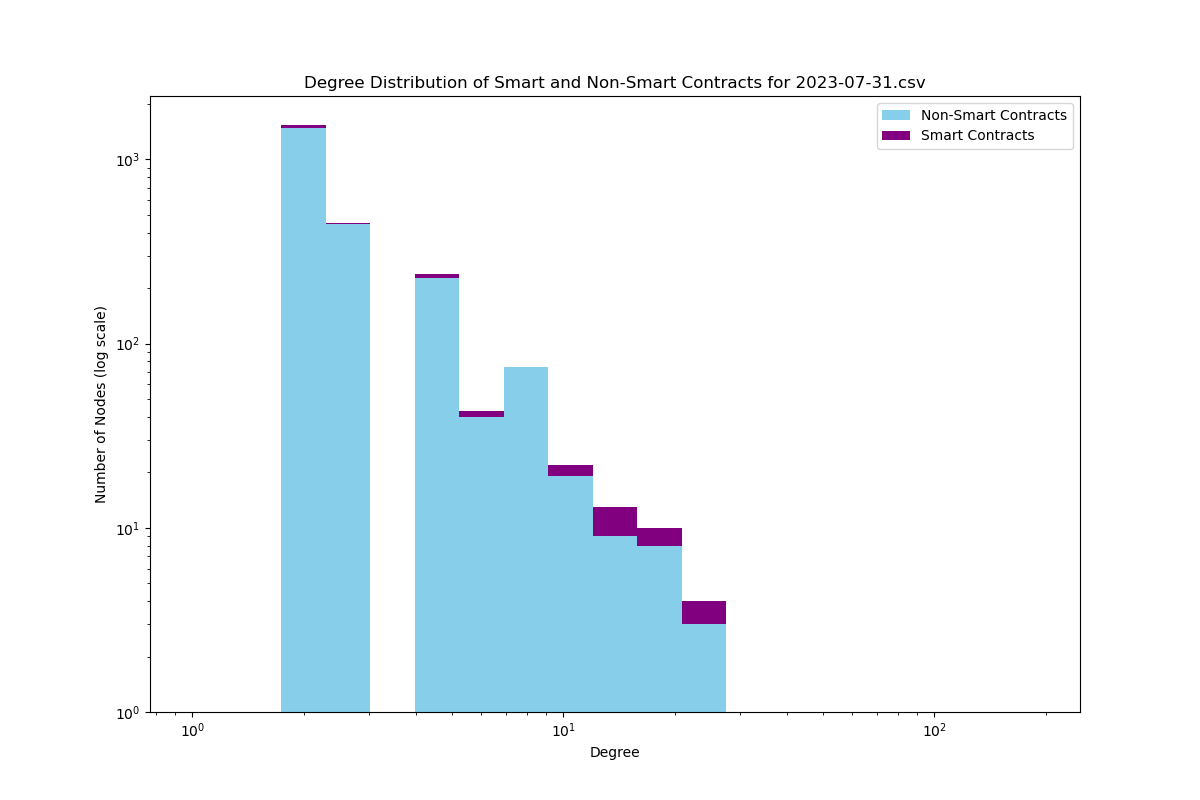 Degree Distribution of Smart and Non-Smart Contracts for 2023-07-31.csv
Non-Smart Contracts
Smart Contracts
10³
10²
10¹
10⁰
Number of Nodes (log scale)
10⁰ 10¹ 10²
Degree